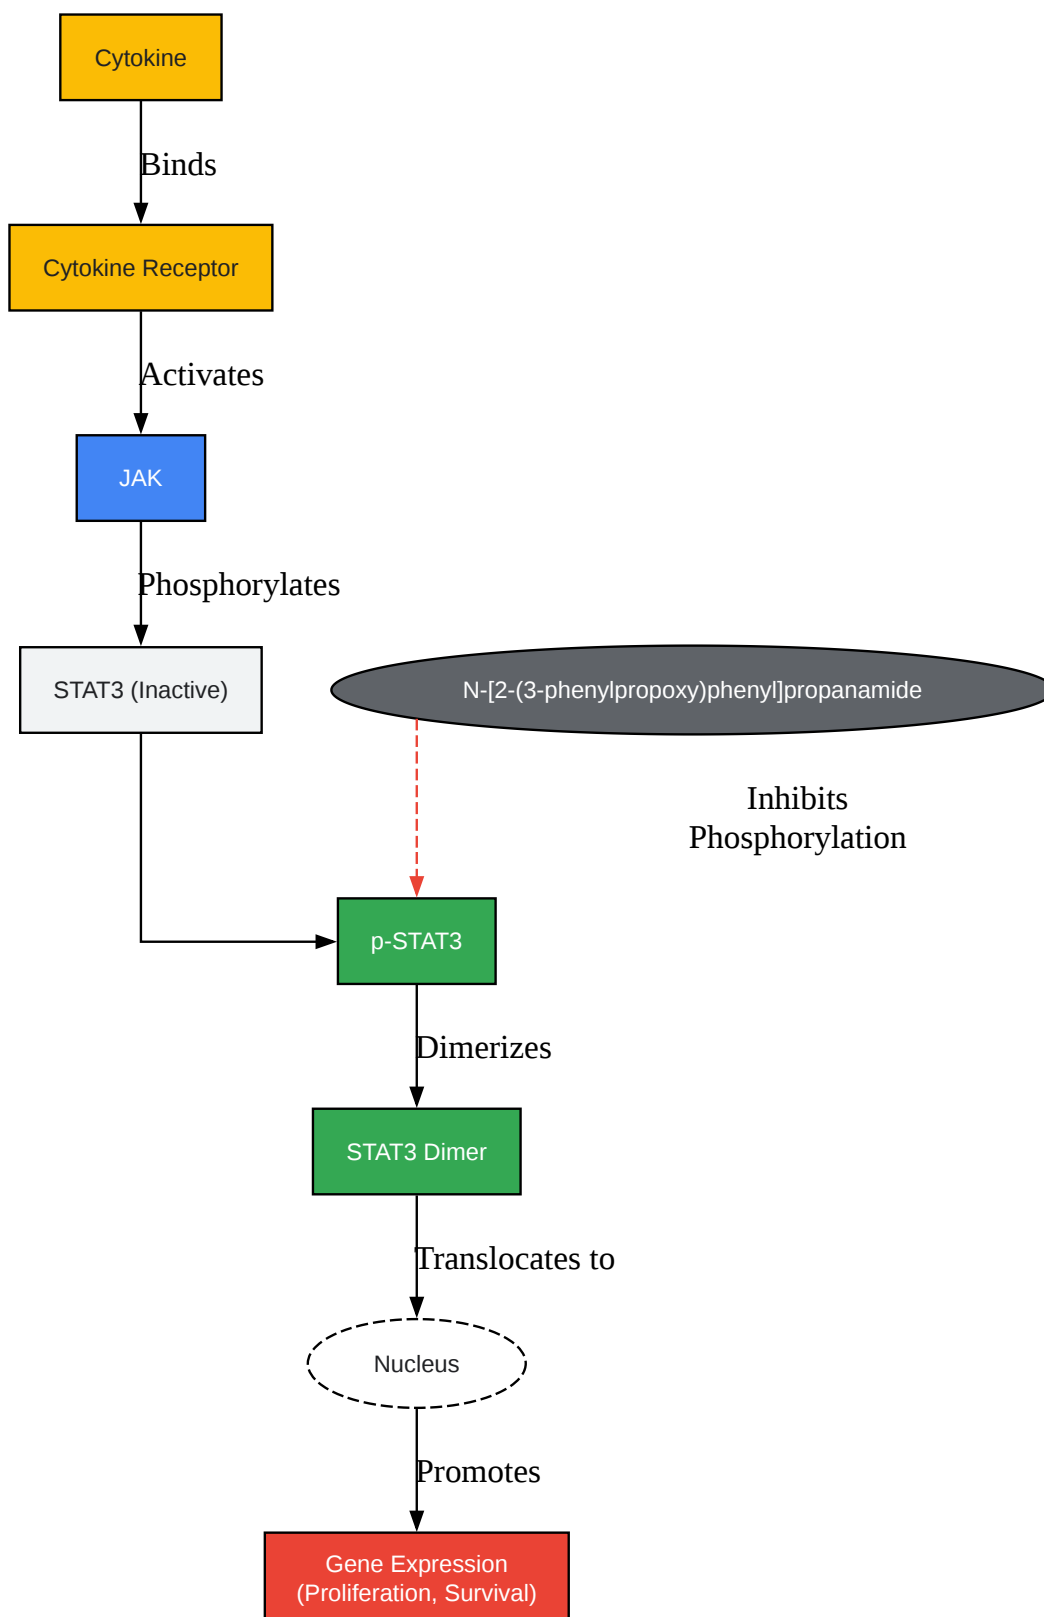 Cytokine
Binds
Cytokine Receptor
Activates
JAK
Phosphorylates
STAT3 (Inactive)
N-[2-(3-phenylpropoxy)phenyl]propanamide
Inhibits
Phosphorylation
p-STAT3
Dimerizes
STAT3 Dimer
Translocates to
Nucleus
Promotes
Gene Expression
(Proliferation, Survival)